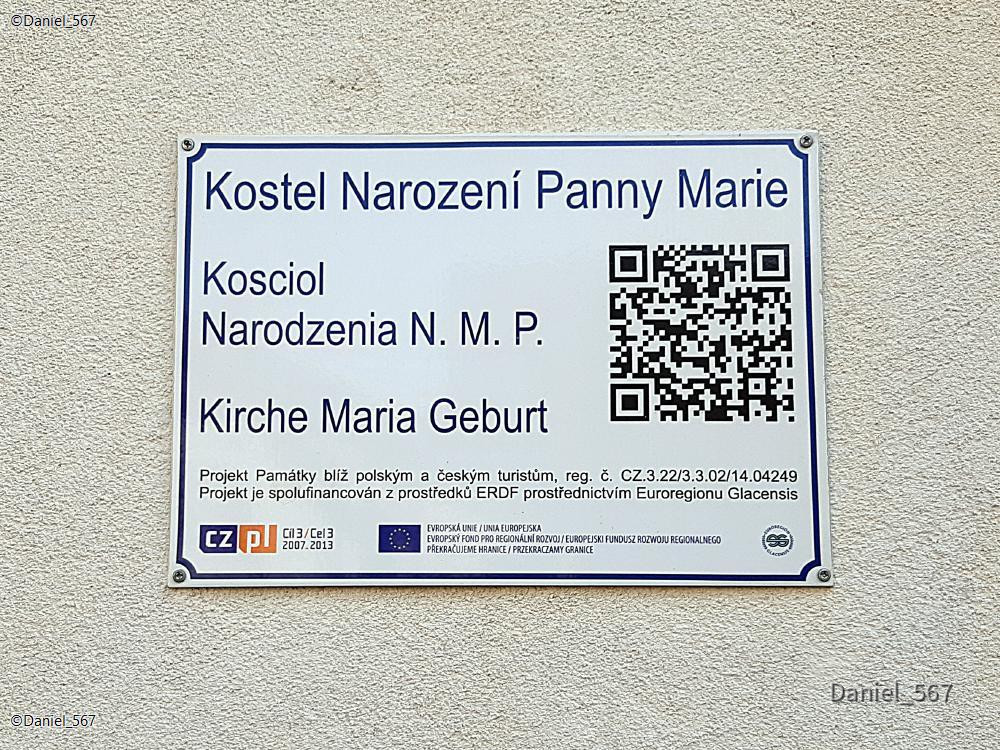 ©Daniel_567
Kostel Narození Panny Marie
Kosciol
Narodzenia N. M. P.
Kirche Maria Geburt
Projekt Památky blíž polským a českým turistům, reg. č. CZ.3.22/3.3.02/14.04249
Projekt je spolufinancován z prostředků ERDF prostřednictvím Euroregionu Glacensis
cz pl Cíl 3 / Cel 3
2007.2013
EVROPSKÁ UNIE / UNIA EUROPEJSKA
EVROPSKÝ FOND PRO REGIONÁLNÍ ROZVOJ / EUROPEJSKI FUNDUSZ ROZWOJU REGIONALNEGO
PŘEKRAČUJEME HRANICE / PRZEKRACZAMY GRANICE
Daniel_567
©Daniel_567